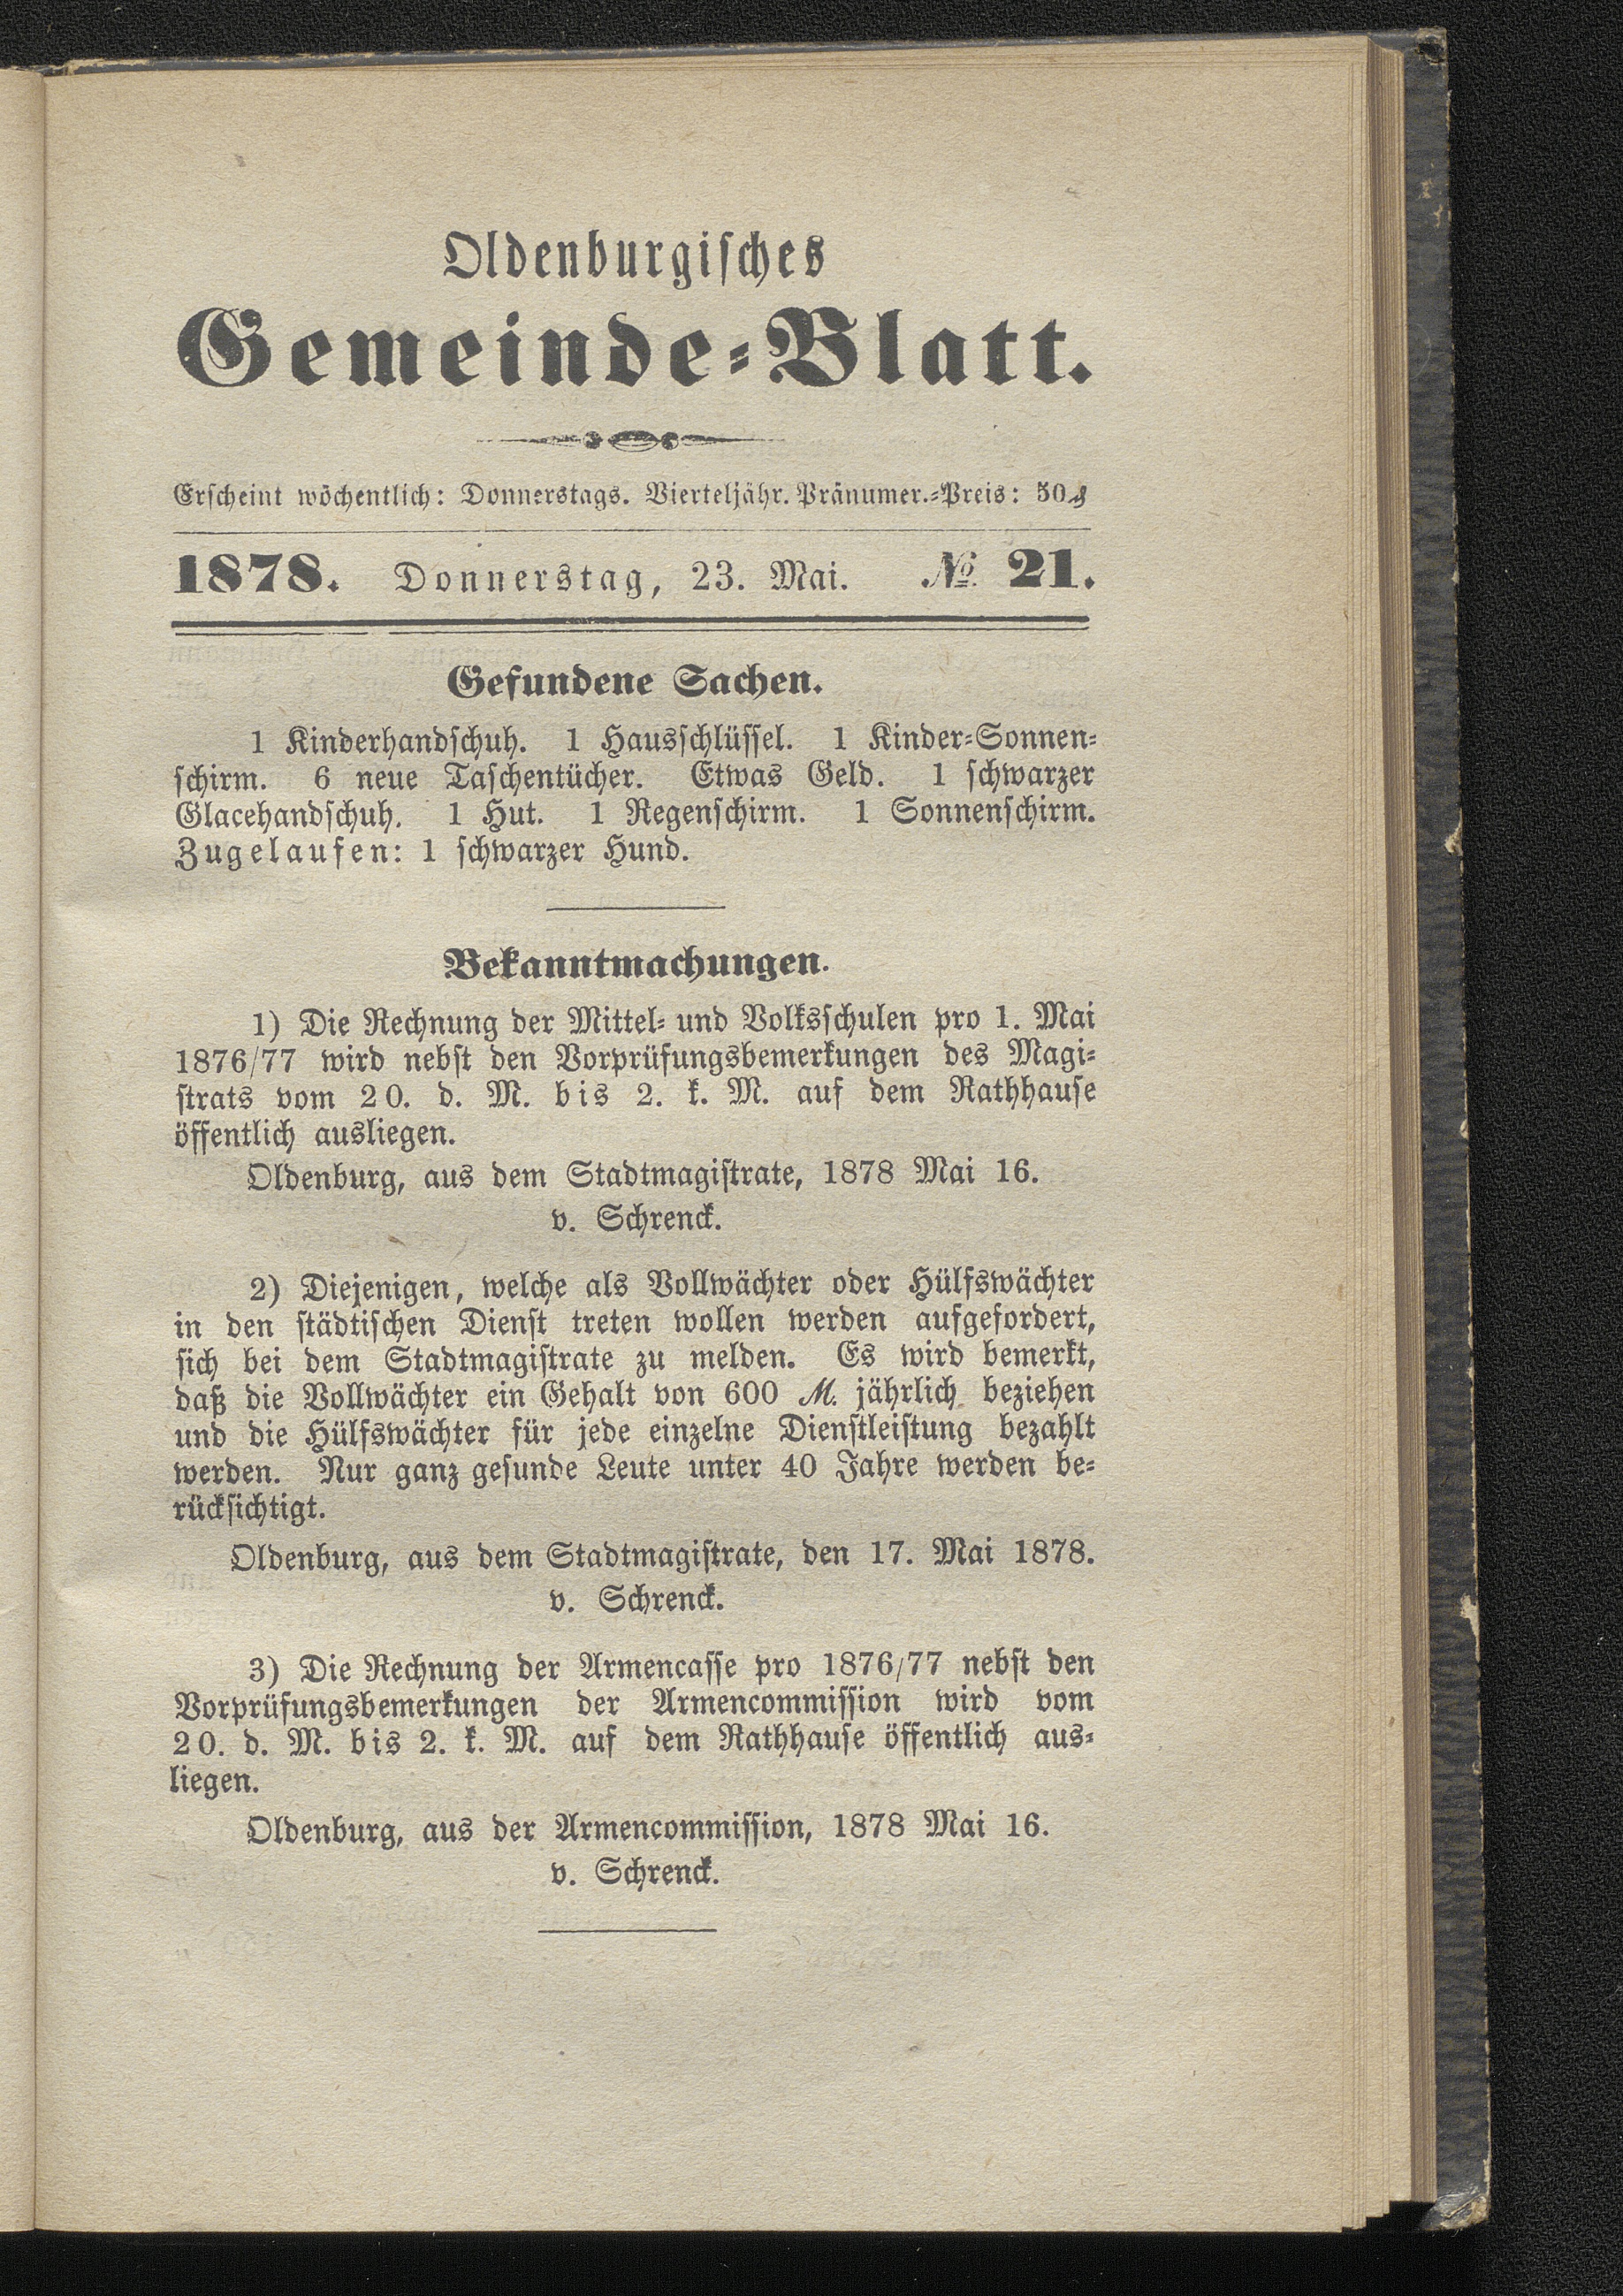 Oldenburgisches
Gemeinde-Blatt.
Erscheint wöchentlich: Donnerstags. Vierteljähr. Pränumer.-Preis: 50 ₰
1878. Donnerstag, 23. Mai. № 21.
Gefundene Sachen.
1 Kinderhandschuh. 1 Hausschlüssel. 1 Kinder-Sonnen-
schirm. 6 neue Taschentücher. Etwas Geld. 1 schwarzer
Glacehandschuh. 1 Hut. 1 Regenschirm. 1 Sonnenschirm.
Zugelaufen: 1 schwarzer Hund.
Bekanntmachungen.
1) Die Rechnung der Mittel- und Volksschulen pro 1. Mai
1876/77 wird nebst den Vorprüfungsbemerkungen des Magi-
strats vom 20. d. M. bis 2. k. M. auf dem Rathhause
öffentlich ausliegen.
Oldenburg, aus dem Stadtmagistrate, 1878 Mai 16.
v. Schrenck.
2) Diejenigen, welche als Vollwächter oder Hülfswächter
in den städtischen Dienst treten wollen werden aufgefordert,
sich bei dem Stadtmagistrate zu melden. Es wird bemerkt,
daß die Vollwächter ein Gehalt von 600 M. jährlich beziehen
und die Hülfswächter für jede einzelne Dienstleistung bezahlt
werden. Nur ganz gesunde Leute unter 40 Jahre werden be-
rücksichtigt.
Oldenburg, aus dem Stadtmagistrate, den 17. Mai 1878.
v. Schrenck.
3) Die Rechnung der Armencasse pro 1876/77 nebst den
Vorprüfungsbemerkungen der Armencommission wird vom
20. d. M. bis 2. k. M. auf dem Rathhause öffentlich aus-
liegen.
Oldenburg, aus der Armencommission, 1878 Mai 16.
v. Schrenck.